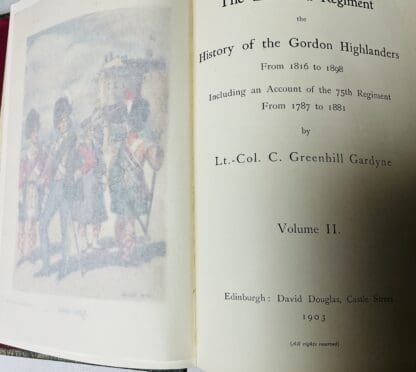 The Regiment
the
History of the Gordon Highlanders
From 1816 to 1898
Including an Account of the 75th Regiment
From 1787 to 1881
by
Lt.-Col. C. Greenhill Gardyne
Volume II.
Edinburgh: David Douglas, Castle Street
1903
(All rights reserved)